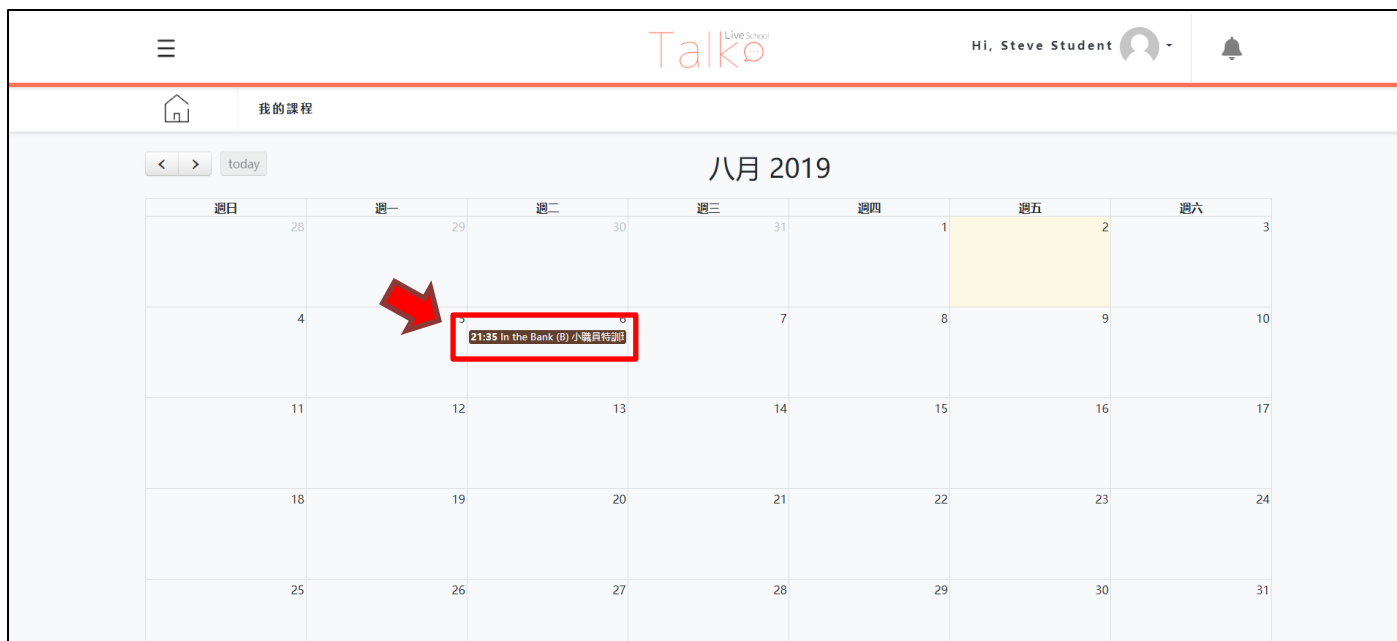 Talko Live School
Hi, Steve Student
我的課程
today
八月 2019
週日 週一 週二 週三 週四 週五 週六
28 29 30 31 1 2 3
4 5 6 7 8 9 10
21:35 In the Bank (B) 小職員特訓
11 12 13 14 15 16 17
18 19 20 21 22 23 24
25 26 27 28 29 30 31